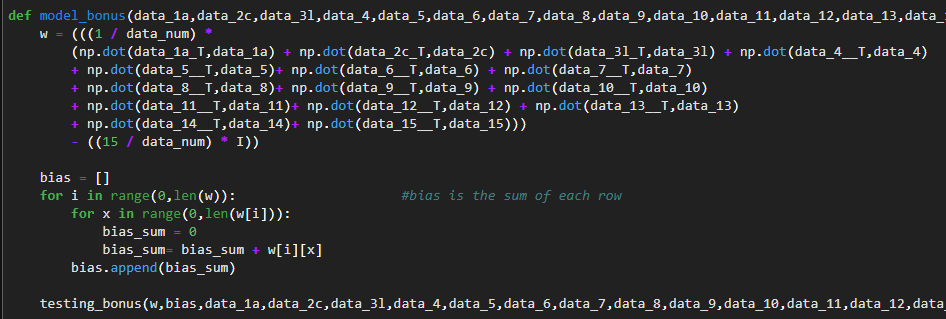 def model_bonus(data_1a,data_2c,data_3l,data_4,data_5,data_6,data_7,data_8,data_9,data_10,data_11,data_12,data_13,data_
w = (((1 / data_num) *
(np.dot(data_1a_T,data_1a) + np.dot(data_2c_T,data_2c) + np.dot(data_3l_T,data_3l) + np.dot(data_4__T,data_4)
+ np.dot(data_5__T,data_5)+ np.dot(data_6__T,data_6) + np.dot(data_7__T,data_7)
+ np.dot(data_8__T,data_8)+ np.dot(data_9__T,data_9) + np.dot(data_10__T,data_10)
+ np.dot(data_11__T,data_11)+ np.dot(data_12__T,data_12) + np.dot(data_13__T,data_13)
+ np.dot(data_14__T,data_14)+ np.dot(data_15__T,data_15)))
- ((15 / data_num) * I))
bias = []
for i in range(0,len(w)): #bias is the sum of each row
for x in range(0,len(w[i])):
bias_sum = 0
bias_sum= bias_sum + w[i][x]
bias.append(bias_sum)
testing_bonus(w,bias,data_1a,data_2c,data_3l,data_4,data_5,data_6,data_7,data_8,data_9,data_10,data_11,data_12,data